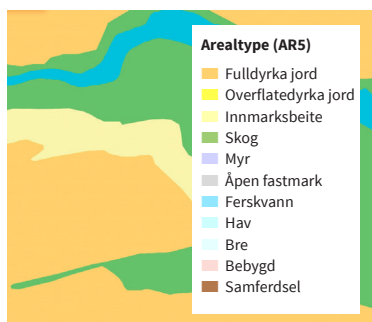 Arealtype (AR5)
Fulldyrka jord
Overflatedyrka jord
Innmarksbeite
Skog
Myr
Åpen fastmark
Ferskvann
Hav
Bre
Bebygd
Samferdsel